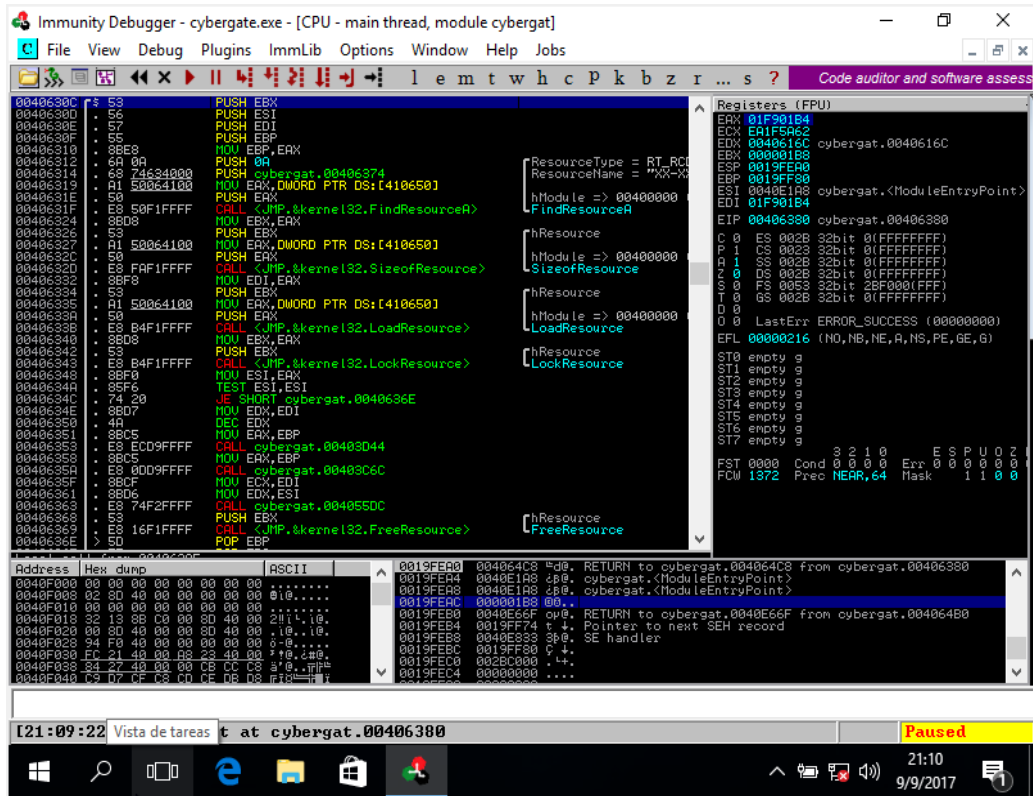 Immunity Debugger - cybergate.exe - [CPU - main thread, module cybergat]
C File View Debug Plugins ImmLib Options Window Help Jobs
l e m t w h c P k b z r ... s ? Code auditor and software assess
0040630C $ 53 PUSH EBX
0040630D . 56 PUSH ESI
0040630E . 57 PUSH EDI
0040630F . 55 PUSH EBP
00406310 . 8BE8 MOV EBP,EAX
00406312 . 6A 0A PUSH 0A ResourceType = RT_RCD
00406314 . 68 74634000 PUSH cybergat.00406374 ResourceName = "XX-X
00406319 . A1 50064100 MOV EAX,DWORD PTR DS:[410650]
0040631E . 50 PUSH EAX hModule => 00400000
0040631F . E8 50F1FFFF CALL <JMP.&kernel32.FindResourceA> FindResourceA
00406324 . 8BD8 MOV EBX,EAX
00406326 . 53 PUSH EBX hResource
00406327 . A1 50064100 MOV EAX,DWORD PTR DS:[410650]
0040632C . 50 PUSH EAX hModule => 00400000
0040632D . E8 FAF1FFFF CALL <JMP.&kernel32.SizeofResource> SizeofResource
00406332 . 8BF8 MOV EDI,EAX
00406334 . 53 PUSH EBX hResource
00406335 . A1 50064100 MOV EAX,DWORD PTR DS:[410650]
0040633A . 50 PUSH EAX hModule => 00400000
0040633B . E8 B4F1FFFF CALL <JMP.&kernel32.LoadResource> LoadResource
00406340 . 8BD8 MOV EBX,EAX
00406342 . 53 PUSH EBX hResource
00406343 . E8 B4F1FFFF CALL <JMP.&kernel32.LockResource> LockResource
00406348 . 8BF0 MOV ESI,EAX
0040634A . 85F6 TEST ESI,ESI
0040634C . 74 20 JE SHORT cybergat.0040636E
0040634E . 8BD7 MOV EDX,EDI
00406350 . 4A DEC EDX
00406351 . 8BC5 MOV EAX,EBP
00406353 . E8 ECD9FFFF CALL cybergat.00403D44
00406358 . 8BC5 MOV EAX,EBP
0040635A . E8 0DD9FFFF CALL cybergat.00403C6C
0040635F . 8BCF MOV ECX,EDI
00406361 . 8BD6 MOV EDX,ESI
00406363 . E8 74F2FFFF CALL cybergat.004055DC
00406368 . 53 PUSH EBX hResource
00406369 . E8 16F1FFFF CALL <JMP.&kernel32.FreeResource> FreeResource
0040636E > 5D POP EBP
Registers (FPU)
EAX 01F901B4
ECX EA1F5A62
EDX 0040616C cybergat.0040616C
EBX 000001B8
ESP 0019FEA0
EBP 0019FF80
ESI 0040E1A8 cybergat.<ModuleEntryPoint>
EDI 01F901B4
EIP 00406380 cybergat.00406380
C 0 ES 002B 32bit 0(FFFFFFFF)
P 1 CS 0023 32bit 0(FFFFFFFF)
A 1 SS 002B 32bit 0(FFFFFFFF)
Z 0 DS 002B 32bit 0(FFFFFFFF)
S 0 FS 0053 32bit 2BF000(FFF)
T 0 GS 002B 32bit 0(FFFFFFFF)
D 0
O 0 LastErr ERROR_SUCCESS (00000000)
EFL 00000216 (NO,NB,NE,A,NS,PE,GE,G)
ST0 empty g
ST1 empty g
ST2 empty g
ST3 empty g
ST4 empty g
ST5 empty g
ST6 empty g
ST7 empty g
3 2 1 0 E S P U O Z
FST 0000 Cond 0 0 0 0 Err 0 0 0 0 0 0
FCW 1372 Prec NEAR,64 Mask 1 1 0 0
Address Hex dump ASCII
0040F000 00 00 00 00 00 00 00 00 ........
0040F008 02 8D 40 00 00 00 00 00
0040F010 00 00 00 00 00 00 00 00 ........
0040F018 32 13 8B C0 00 8D 40 00
0040F020 00 8D 40 00 00 8D 40 00
0040F028 94 F0 40 00 00 00 00 00
0040F030 FC 21 40 00 A8 23 40 00
0040F038 84 27 40 00 00 CB CC C8
0040F040 C9 D7 CF C8 CD CE DB D8
0019FEA0 004064C8 RETURN to cybergat.004064C8 from cybergat.00406380
0019FEA4 0040E1A8 cybergat.<ModuleEntryPoint>
0019FEA8 0040E1A8 cybergat.<ModuleEntryPoint>
0019FEAC 000001B8
0019FEB0 0040E66F RETURN to cybergat.0040E66F from cybergat.004064B0
0019FEB4 0019FF74 Pointer to next SEH record
0019FEB8 0040E833 SE handler
0019FEBC 0019FF80
0019FEC0 002BC000
0019FEC4 00000000 ....
[21:09:22 Vista de tareas t at cybergat.00406380 Paused
21:10
9/9/2017
1